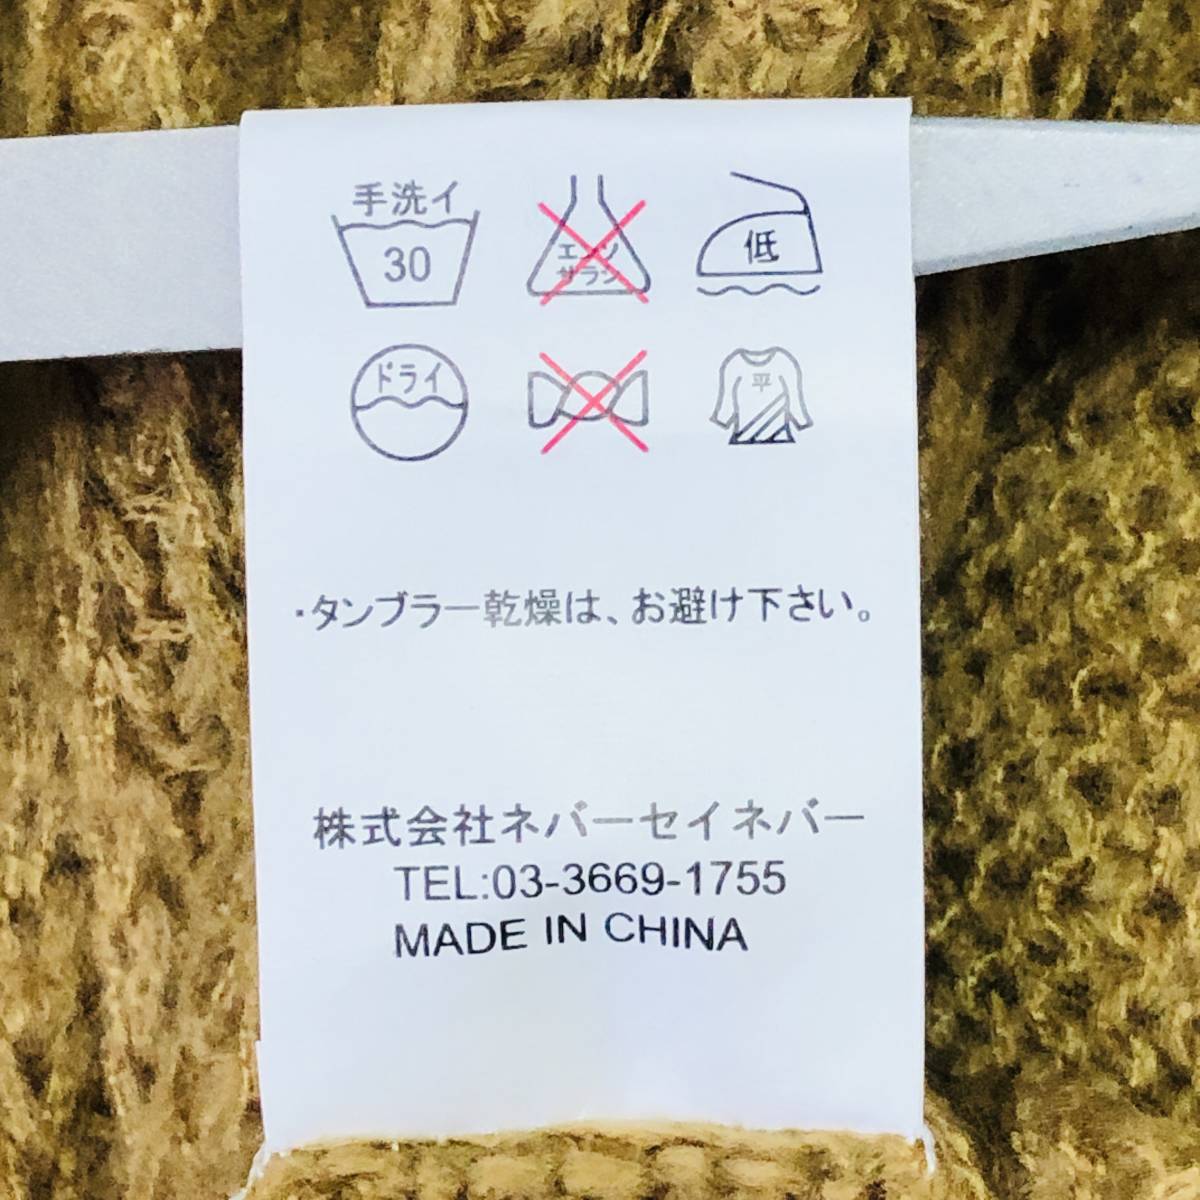 手洗イ
30
エンソ
サラシ
低
ドライ
平
・タンブラー乾燥は、お避け下さい。
株式会社ネバーセイネバー
TEL:03-3669-1755
MADE IN CHINA